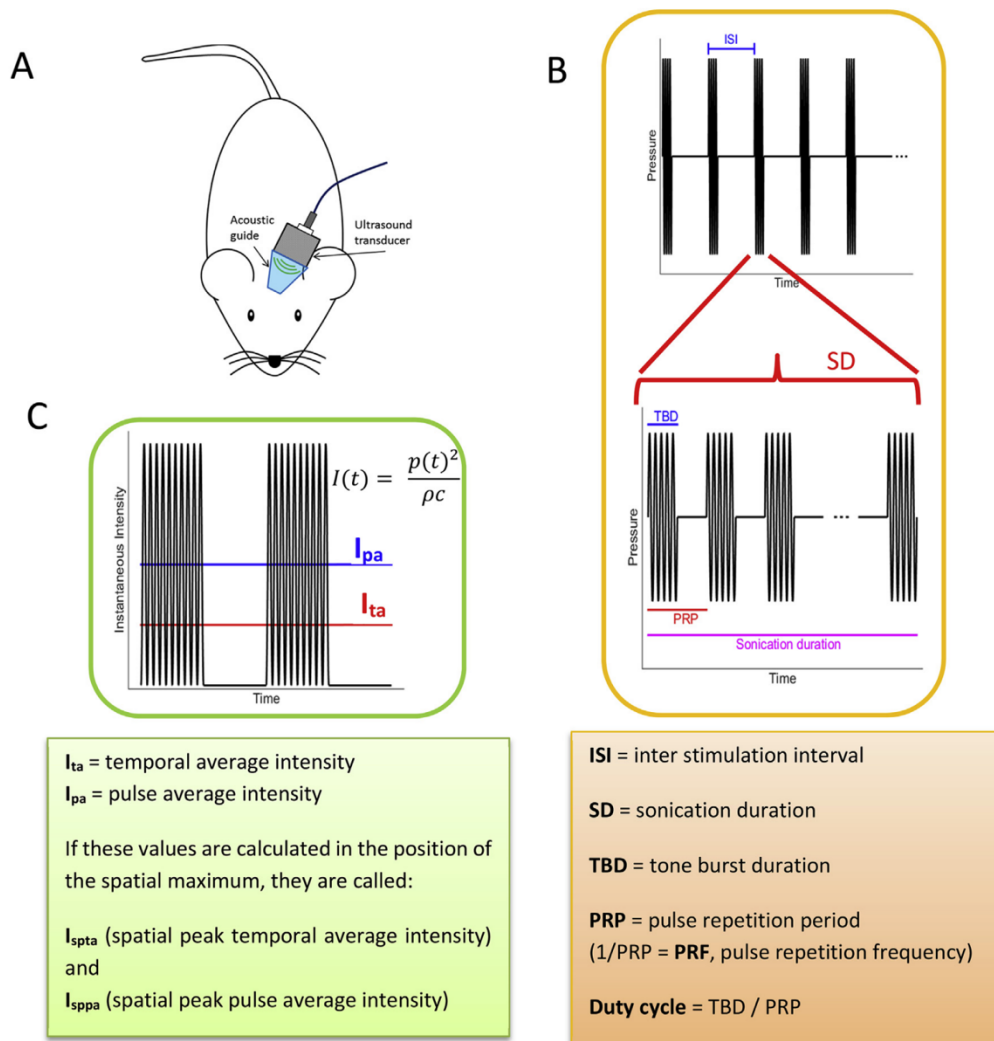 A
Acoustic
guide
Ultrasound
transducer
B
ISI
Pressure
...
Time
SD
TBD
Pressure
...
PRP
Sonication duration
Time
C
I(t) = p(t)²/ρc
Instantaneous Intensity
Ipa
Ita
Time
Ita = temporal average intensity
Ipa = pulse average intensity
If these values are calculated in the position of
the spatial maximum, they are called:
Ispta (spatial peak temporal average intensity)
and
Isppa (spatial peak pulse average intensity)
ISI = inter stimulation interval
SD = sonication duration
TBD = tone burst duration
PRP = pulse repetition period
(1/PRP = PRF, pulse repetition frequency)
Duty cycle = TBD / PRP